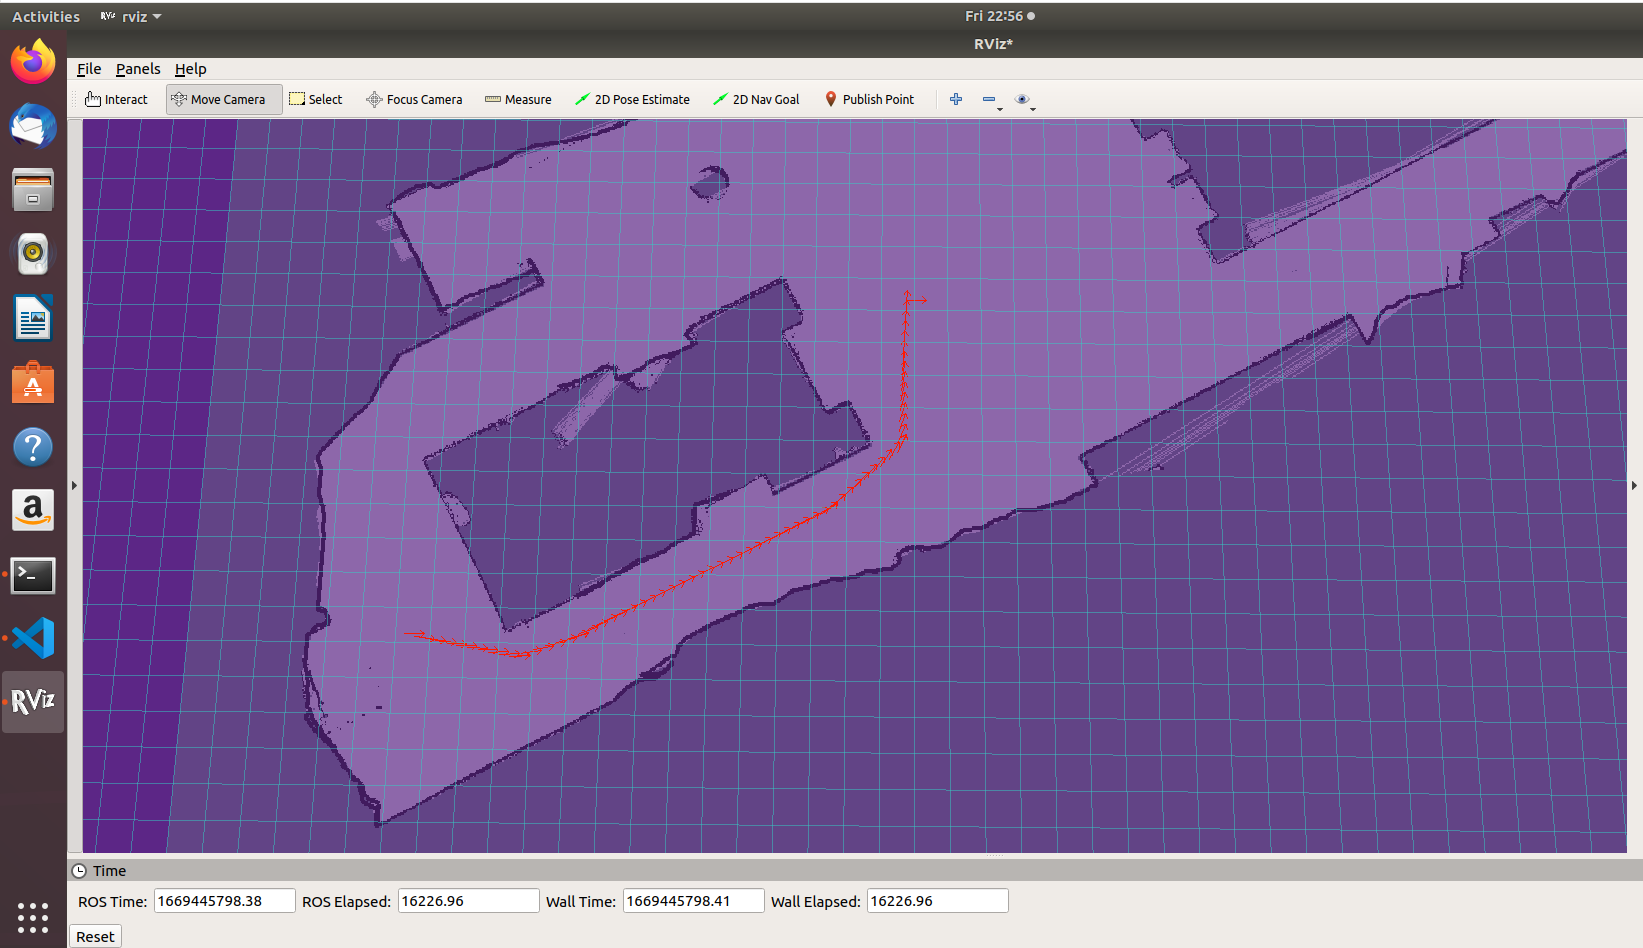 Activities RViz rviz Fri 22:56
RViz*
File Panels Help
Interact Move Camera Select Focus Camera Measure 2D Pose Estimate 2D Nav Goal Publish Point
a
>_
RViz
Time
ROS Time: 1669445798.38 ROS Elapsed: 16226.96 Wall Time: 1669445798.41 Wall Elapsed: 16226.96
Reset